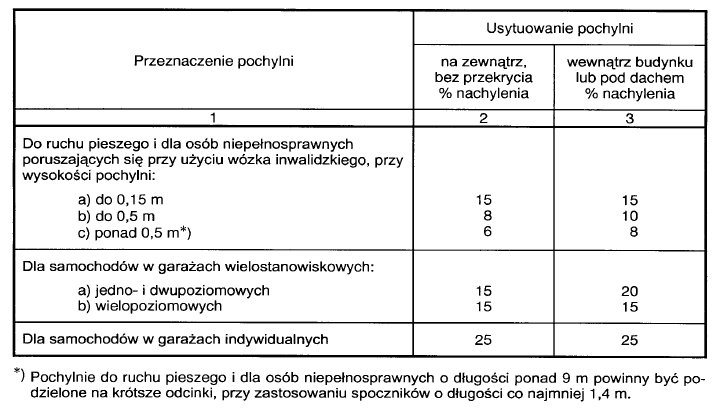 Przeznaczenie pochylni
Usytuowanie pochylni
na zewnątrz,
bez przekrycia
% nachylenia
wewnątrz budynku
lub pod dachem
% nachylenia
1 2 3
Do ruchu pieszego i dla osób niepełnosprawnych
poruszających się przy użyciu wózka inwalidzkiego, przy
wysokości pochylni:
a) do 0,15 m 15 15
b) do 0,5 m 8 10
c) ponad 0,5 m*) 6 8
Dla samochodów w garażach wielostanowiskowych:
a) jedno- i dwupoziomowych 15 20
b) wielopoziomowych 15 15
Dla samochodów w garażach indywidualnych 25 25
*) Pochylnie do ruchu pieszego i dla osób niepełnosprawnych o długości ponad 9 m powinny być po-
dzielone na krótsze odcinki, przy zastosowaniu spoczników o długości co najmniej 1,4 m.